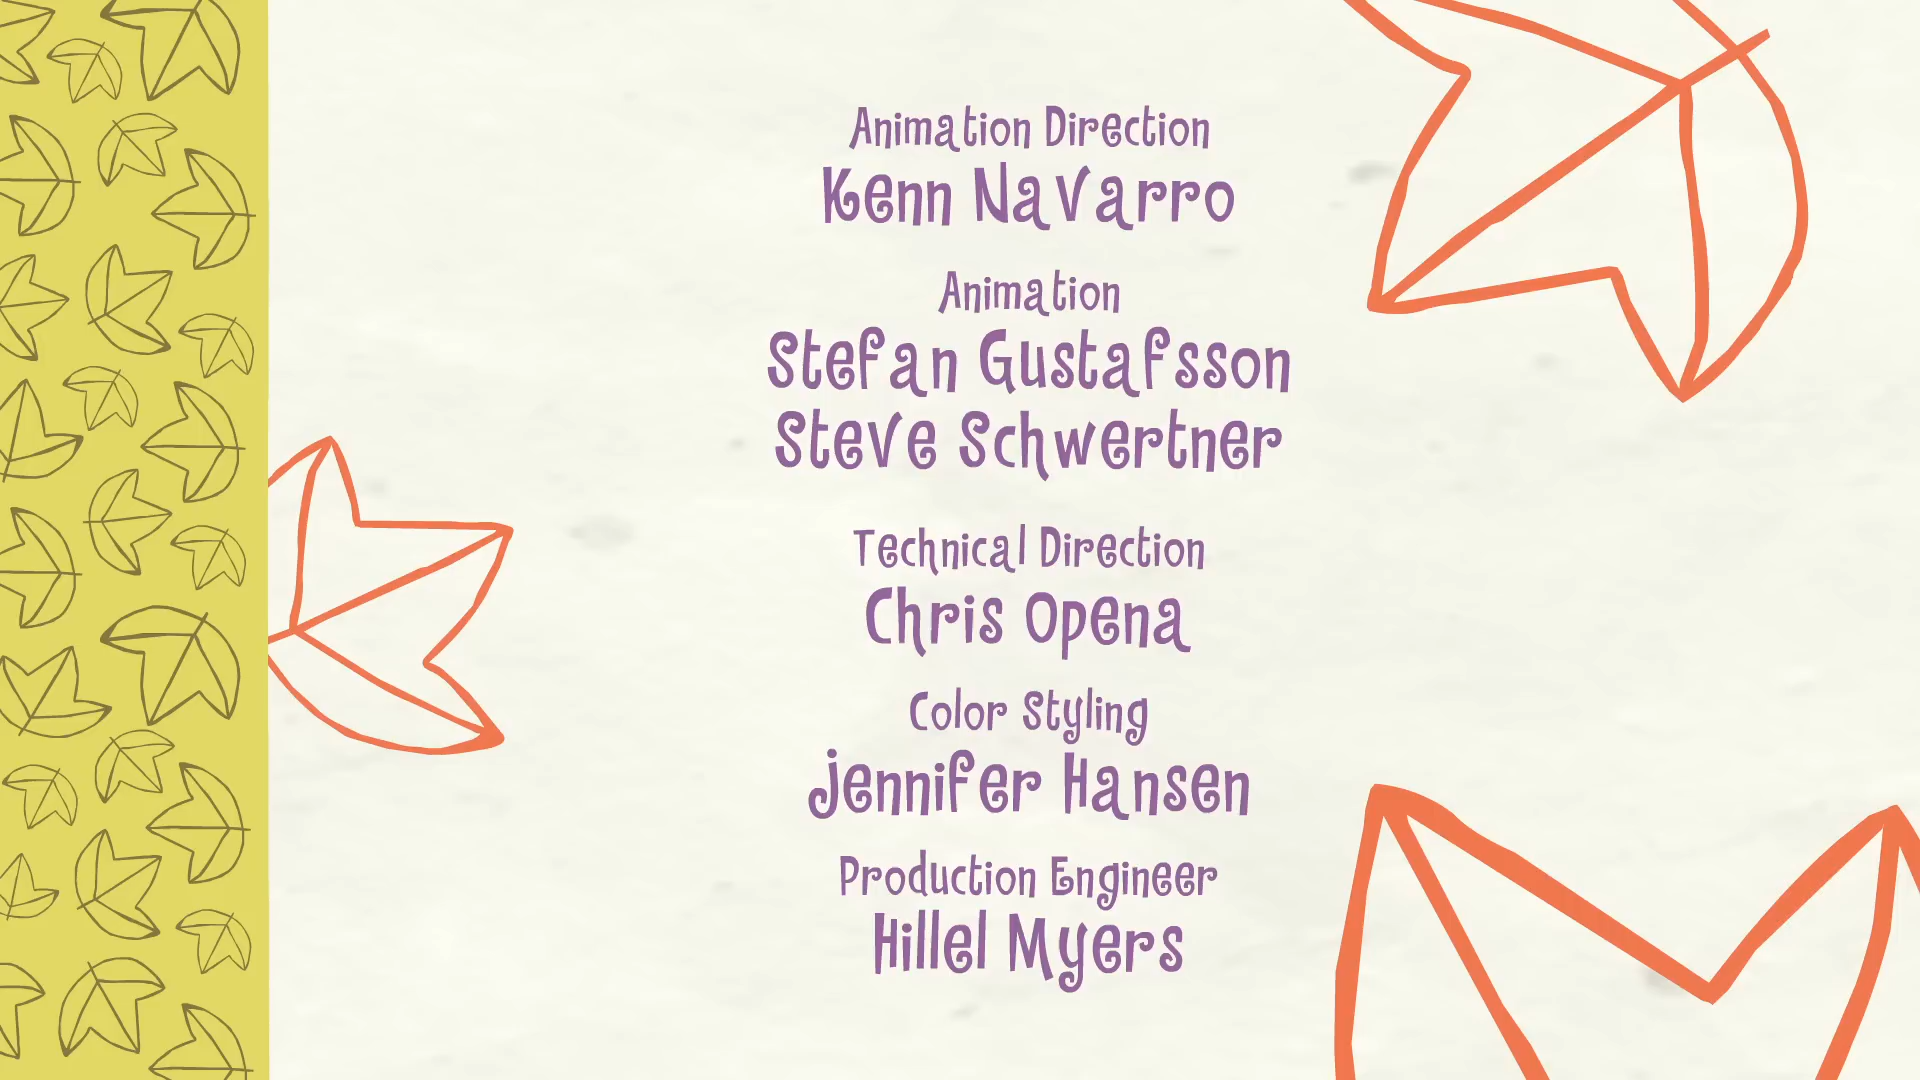 Animation Direction
Kenn Navarro
Animation
Stefan Gustafsson
Steve Schwertner
Technical Direction
Chris Opena
Color Styling
Jennifer Hansen
Production Engineer
Hillel Myers